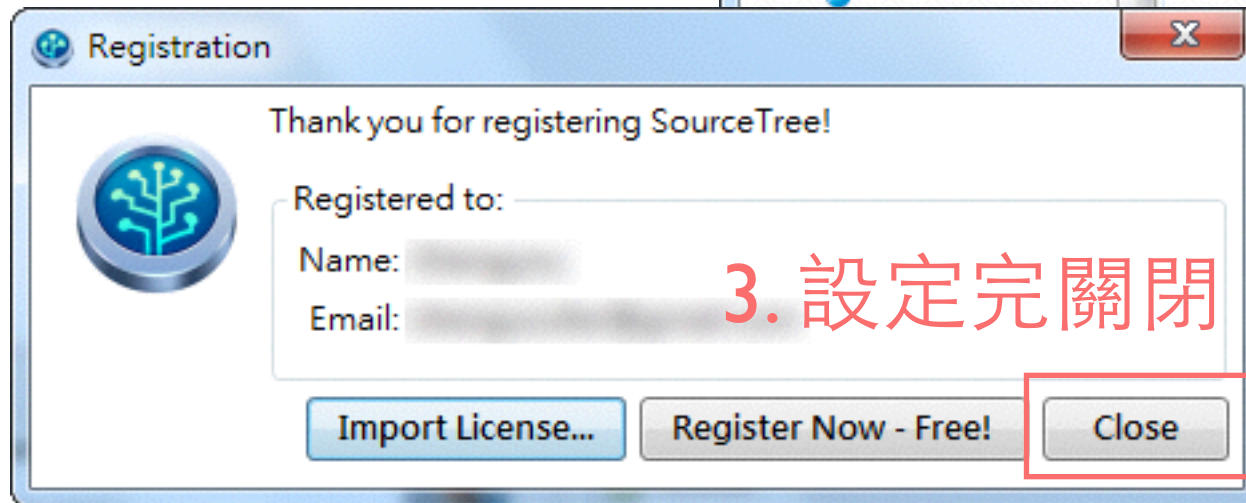 Registration
Thank you for registering SourceTree!
Registered to:
Name:
Email:
3. 設定完關閉
Import License...
Register Now - Free!
Close